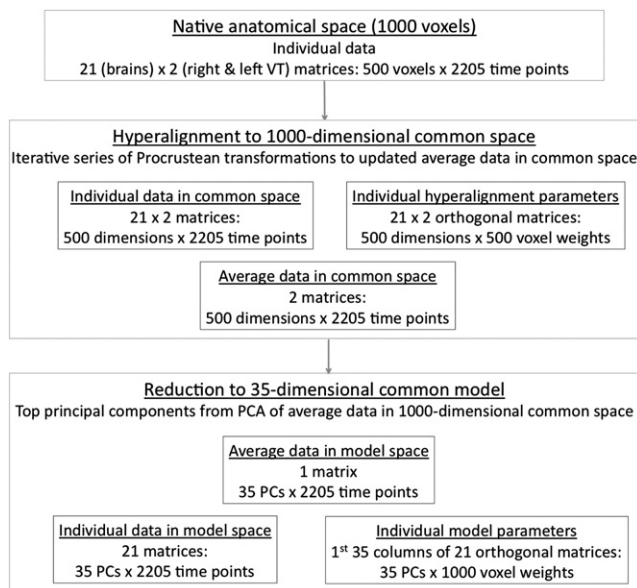 Native anatomical space (1000 voxels)
Individual data
21 (brains) x 2 (right & left VT) matrices: 500 voxels x 2205 time points
Hyperalignment to 1000-dimensional common space
Iterative series of Procrustean transformations to updated average data in common space
Individual data in common space
21 x 2 matrices:
500 dimensions x 2205 time points
Individual hyperalignment parameters
21 x 2 orthogonal matrices:
500 dimensions x 500 voxel weights
Average data in common space
2 matrices:
500 dimensions x 2205 time points
Reduction to 35-dimensional common model
Top principal components from PCA of average data in 1000-dimensional common space
Average data in model space
1 matrix
35 PCs x 2205 time points
Individual data in model space
21 matrices:
35 PCs x 2205 time points
Individual model parameters
1st 35 columns of 21 orthogonal matrices:
35 PCs x 1000 voxel weights